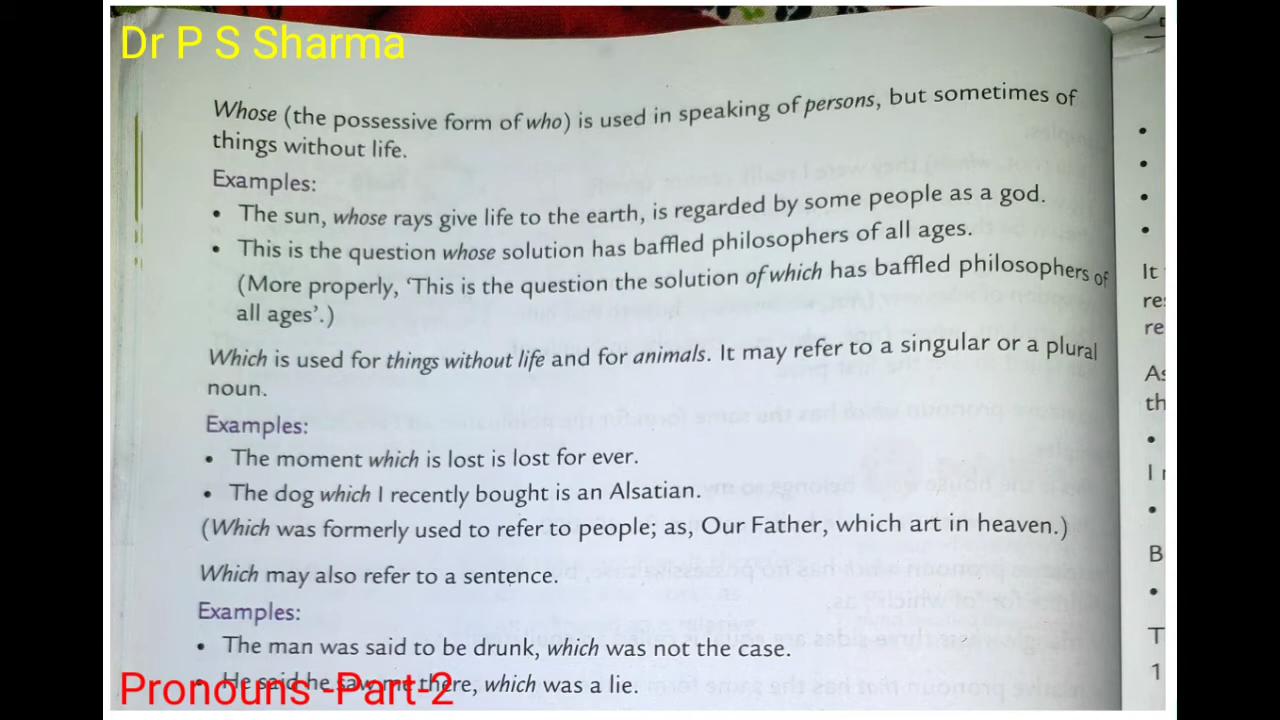 Dr P S Sharma
Whose (the possessive form of who) is used in speaking of persons, but sometimes of
things without life.
Examples:
• The sun, whose rays give life to the earth, is regarded by some people as a god.
• This is the question whose solution has baffled philosophers of all ages.
(More properly, ‘This is the question the solution of which has baffled philosophers of
all ages’.)
Which is used for things without life and for animals. It may refer to a singular or a plural
noun.
Examples:
• The moment which is lost is lost for ever.
• The dog which I recently bought is an Alsatian.
(Which was formerly used to refer to people; as, Our Father, which art in heaven.)
Which may also refer to a sentence.
Examples:
• The man was said to be drunk, which was not the case.
• He said he saw me there, which was a lie.
Pronouns -Part 2
It
re
As
th
B
T
1